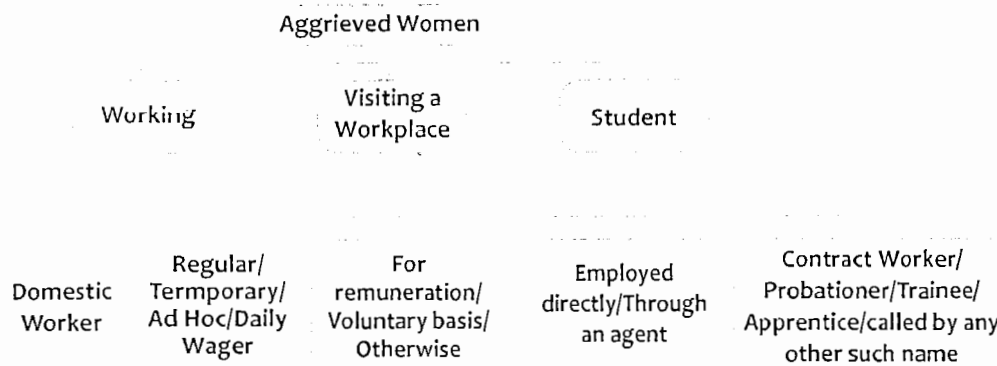 Aggrieved Women
Working
Visiting a
Workplace
Student
Domestic
Worker
Regular/
Termporary/
Ad Hoc/Daily
Wager
For
remuneration/
Voluntary basis/
Otherwise
Employed
directly/Through
an agent
Contract Worker/
Probationer/Trainee/
Apprentice/called by any
other such name